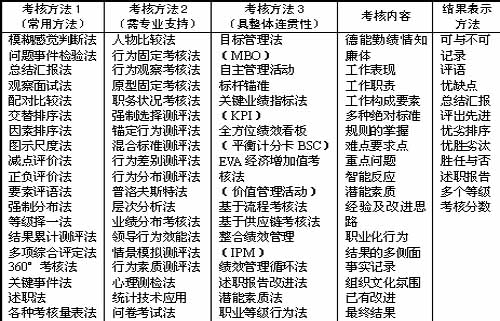 考核方法 1
（常用方法）
模糊感觉判断法
问题事件检验法
总结汇报法
观察面试法
配对比较法
交替排序法
因素排序法
图示尺度法
减点评价法
正负评价法
要素评语法
强制分布法
等级择一法
结果累计测评法
多项综合评定法
360°考核法
关键事件法
述职法
各种考核量表法
考核方法 2
（需专业支持）
人物比较法
行为固定考核法
行为观察考核法
原型固定考核法
职务状况考核法
强制选择测评法
锚定行为测评法
混合标准测评法
行为差别测评法
行为分布测评法
普洛夫斯特法
层次分析法
业绩分布考核法
领导行为效能法
情景模拟测评法
行为素质测评法
心理测检法
统计技术应用
问卷考试法
考核方法 3
（具整体连贯性）
目标管理法
（MBO）
自主管理活动
标杆锚准
关键业绩指标法
（KPI）
全方位绩效看板
（平衡计分卡 BSC）
EVA 经济增加值考
核法
（价值管理活动）
基于流程考核法
基于供应链考核法
整合绩效管理
（IPM）
绩效管理循环法
述职报告改进法
潜能素质法
职业等级行为法
考核内容
德能勤绩情知
廉体
工作表现
工作职责
工作构成要素
多种绝对标准
规则的掌握
难点要求点
重点问题
智能反应
潜能素质
经验及改进思
路
职业化行为
结果的多侧面
事实记录
组织文化氛围
已有改进
最终结果
结果表示
方法
可与不可
记录
评语
优缺点
总结汇报
评出先进
优劣排序
优胜劣汰
胜任与否
述职报告
多个等级
考核分数